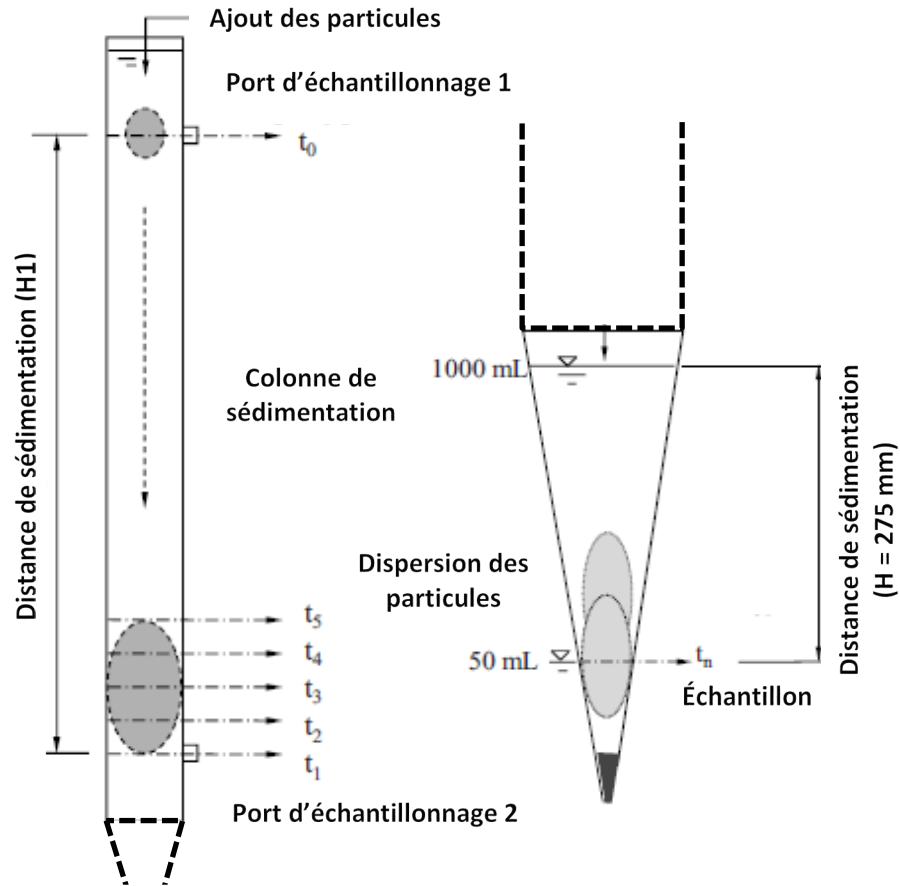 Ajout des particules
Port d'échantillonnage 1
t0
Distance de sédimentation (H1)
Colonne de
sédimentation
t5
t4
t3
t2
t1
Port d'échantillonnage 2
1000 mL
Dispersion des
particules
50 mL
tn
Échantillon
Distance de sédimentation
(H = 275 mm)